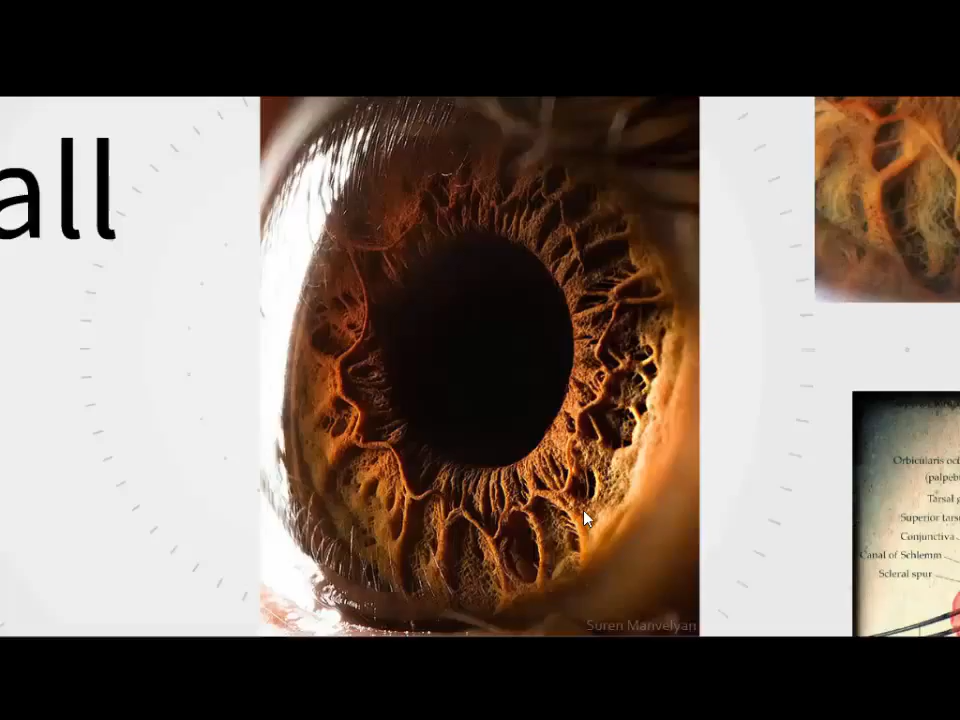 all
Suren Manvelyan
Orbicularis oc
(palpeb
Tarsal g
Superior tars
Conjunctiva
Canal of Schlemm
Scleral spur